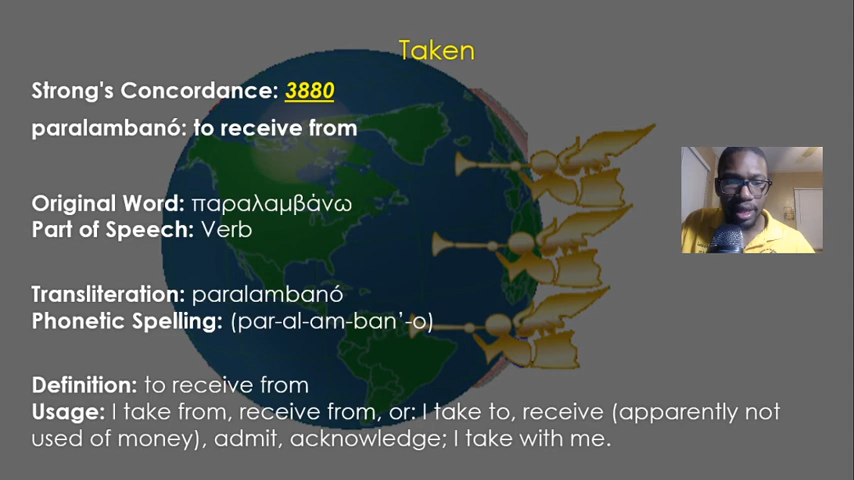 Taken
Strong's Concordance: 3880
paralambanó: to receive from
Original Word: παραλαμβάνω
Part of Speech: Verb
Transliteration: paralambanó
Phonetic Spelling: (par-al-am-ban'-o)
Definition: to receive from
Usage: I take from, receive from, or: I take to, receive (apparently not
used of money), admit, acknowledge; I take with me.